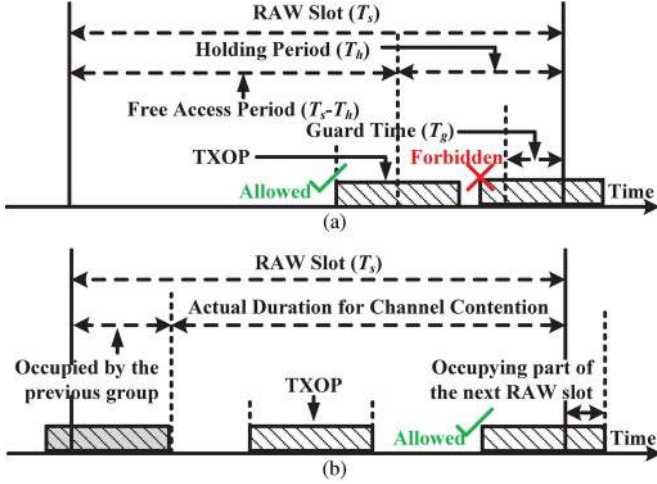 RAW Slot (Ts)
Holding Period (Th)
Free Access Period (Ts-Th)
Guard Time (Tg)
TXOP
Forbidden
Allowed
Time
(a)
RAW Slot (Ts)
Actual Duration for Channel Contention
Occupied by the
previous group
TXOP
Occupying part of
the next RAW slot
Allowed
Time
(b)